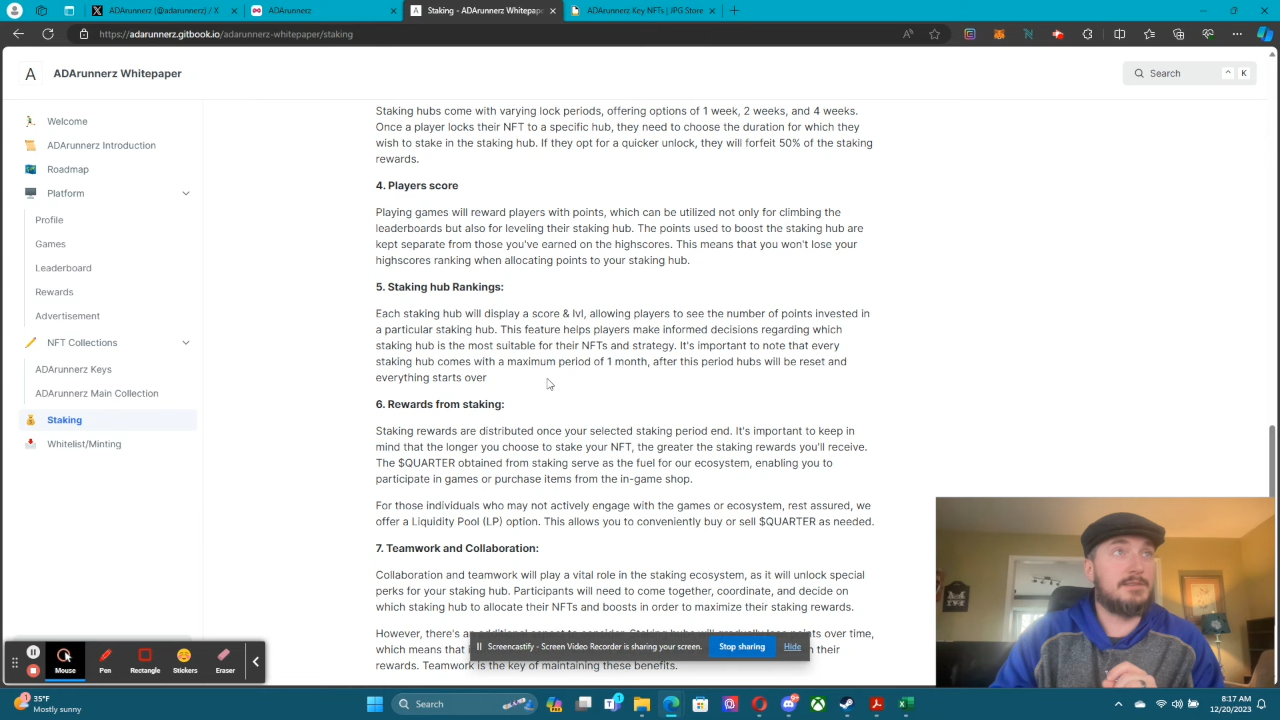 ADArunnerz (@adarunnerz) / X
ADArunnerz
Staking - ADArunnerz Whitepape
ADArunnerz Key NFTs | JPG Store
https://adarunnerz.gitbook.io/adarunnerz-whitepaper/staking
A
ADArunnerz Whitepaper
Search
^
K
Welcome
ADArunnerz Introduction
Roadmap
Platform
Profile
Games
Leaderboard
Rewards
Advertisement
NFT Collections
ADArunnerz Keys
ADArunnerz Main Collection
Staking
Whitelist/Minting
Staking hubs come with varying lock periods, offering options of 1 week, 2 weeks, and 4 weeks.
Once a player locks their NFT to a specific hub, they need to choose the duration for which they
wish to stake in the staking hub. If they opt for a quicker unlock, they will forfeit 50% of the staking
rewards.
4. Players score
Playing games will reward players with points, which can be utilized not only for climbing the
leaderboards but also for leveling their staking hub. The points used to boost the staking hub are
kept separate from those you've earned on the highscores. This means that you won't lose your
highscores ranking when allocating points to your staking hub.
5. Staking hub Rankings:
Each staking hub will display a score & lvl, allowing players to see the number of points invested in
a particular staking hub. This feature helps players make informed decisions regarding which
staking hub is the most suitable for their NFTs and strategy. It's important to note that every
staking hub comes with a maximum period of 1 month, after this period hubs will be reset and
everything starts over
6. Rewards from staking:
Staking rewards are distributed once your selected staking period end. It's important to keep in
mind that the longer you choose to stake your NFT, the greater the staking rewards you'll receive.
The $QUARTER obtained from staking serve as the fuel for our ecosystem, enabling you to
participate in games or purchase items from the in-game shop.
For those individuals who may not actively engage with the games or ecosystem, rest assured, we
offer a Liquidity Pool (LP) option. This allows you to conveniently buy or sell $QUARTER as needed.
7. Teamwork and Collaboration:
Collaboration and teamwork will play a vital role in the staking ecosystem, as it will unlock special
perks for your staking hub. Participants will need to come together, coordinate, and decide on
which staking hub to allocate their NFTs and boosts in order to maximize their staking rewards.
However, there's an over time,
which means that their
rewards. Teamwork is the key of maintaining these benefits.
Screencastify - Screen Video Recorder is sharing your screen.
Stop sharing
Hide
Mouse
Pen
Rectangle
Stickers
Eraser
35°F
Mostly sunny
Search
8:17 AM
12/20/2023